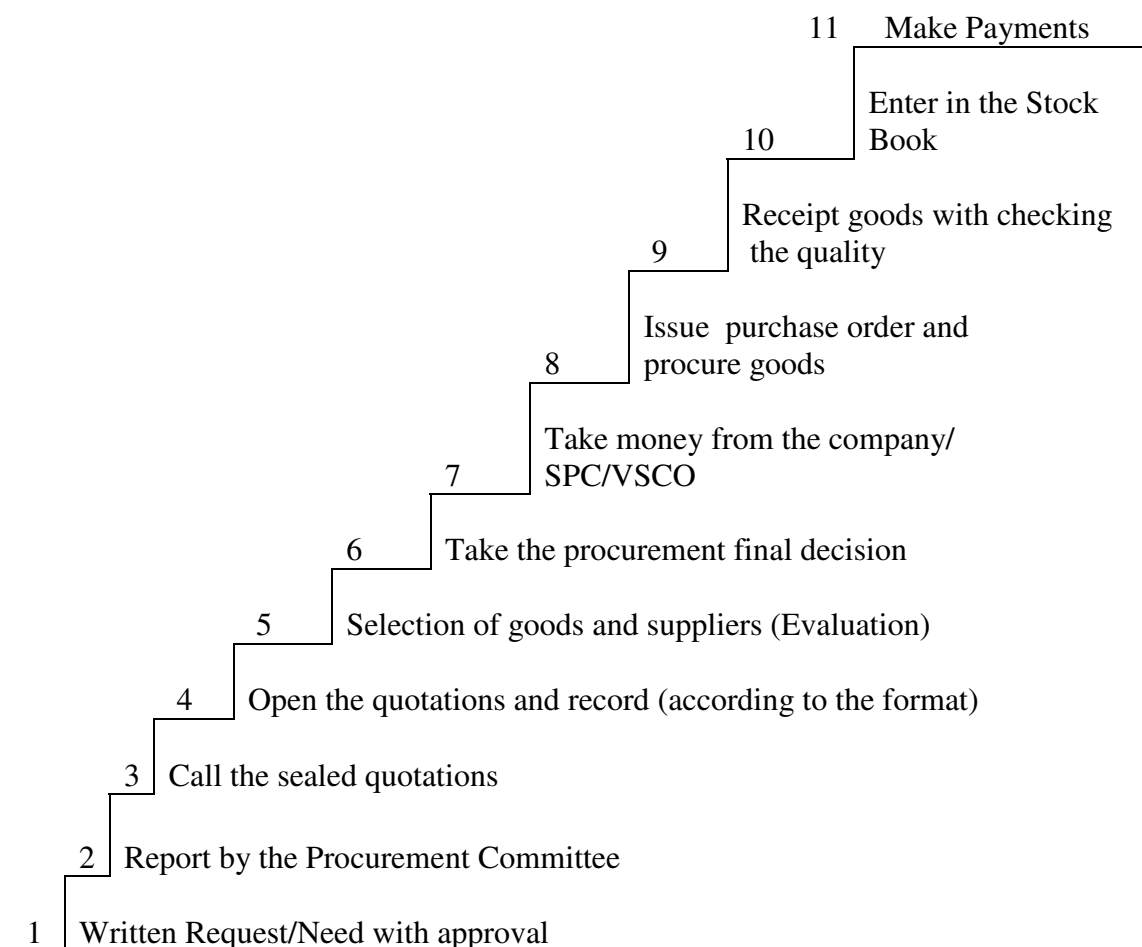 11 Make Payments
Enter in the Stock
10 Book
Receipt goods with checking
9 the quality
Issue purchase order and
8 procure goods
Take money from the company/
7 SPC/VSCO
6 Take the procurement final decision
5 Selection of goods and suppliers (Evaluation)
4 Open the quotations and record (according to the format)
3 Call the sealed quotations
2 Report by the Procurement Committee
1 Written Request/Need with approval